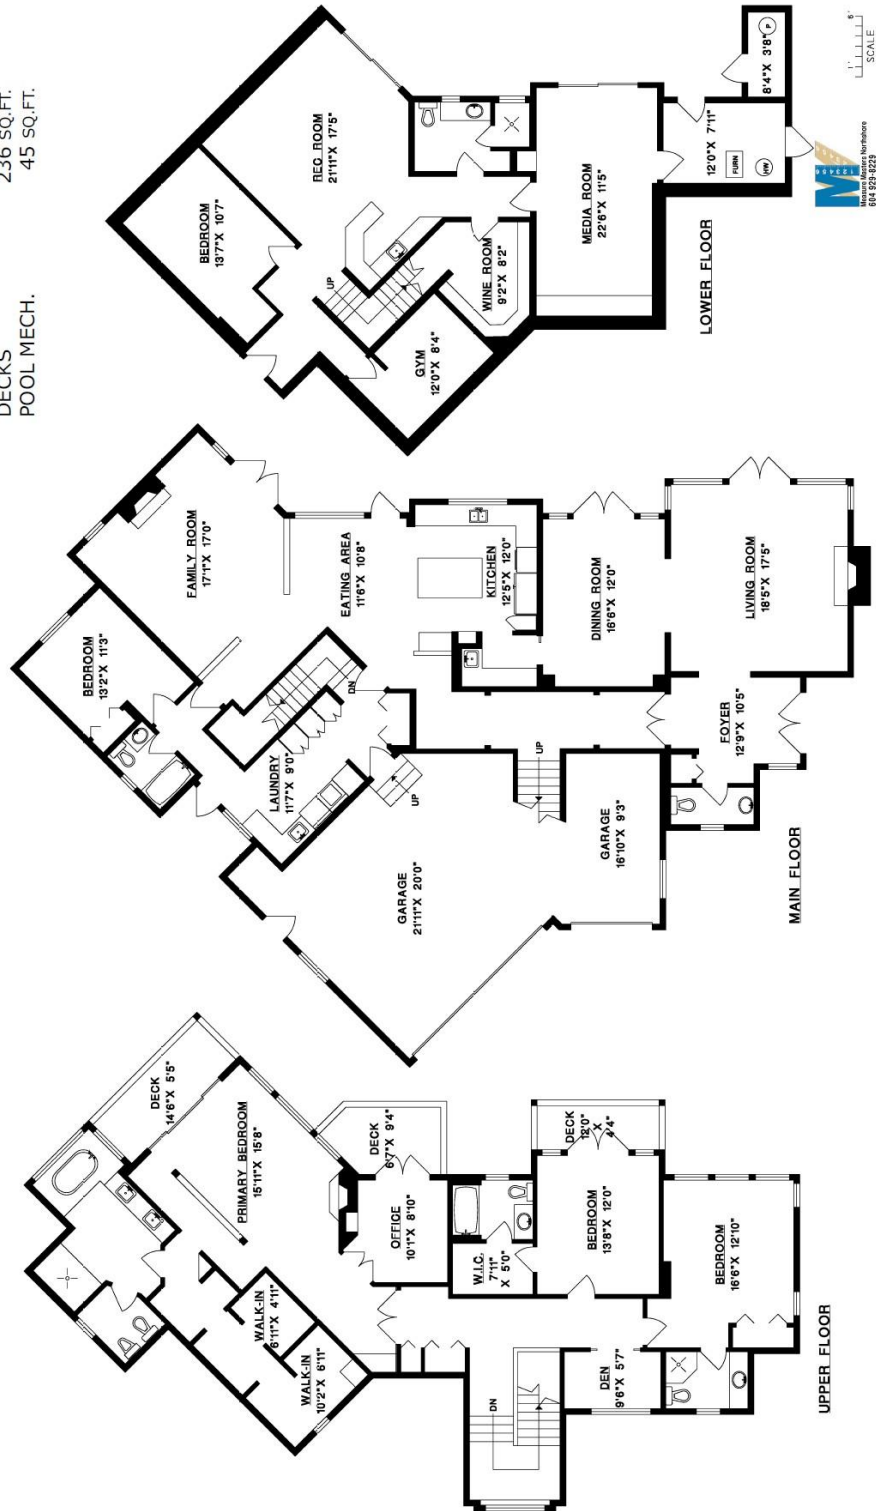 DECKS 236 SQ.FT.
POOL MECH. 45 SQ.FT.
DECK
14'6"X 5'5"
PRIMARY BEDROOM
15'11"X 15'8"
WALK-IN
6'11"X 4'11"
WALK-IN
10'2"X 6'11"
DECK
6'7"X 9'4"
OFFICE
10'1"X 8'10"
W.I.C.
7'11"
X 5'0"
DECK
12'0"
X
4'4"
BEDROOM
13'8"X 12'0"
DN
DEN
9'6"X 5'7"
BEDROOM
16'6"X 12'10"
UPPER FLOOR
FAMILY ROOM
17'1"X 17'0"
BEDROOM
13'2"X 11'3"
EATING AREA
11'6"X 10'8"
DN
LAUNDRY
11'7"X 9'0"
UP
KITCHEN
12'5"X 12'0"
GARAGE
21'11"X 20'0"
UP
DINING ROOM
16'6"X 12'0"
GARAGE
16'10"X 9'3"
LIVING ROOM
18'5"X 17'5"
FOYER
12'9"X 10'5"
MAIN FLOOR
BEDROOM
13'7"X 10'7"
REC ROOM
21'11"X 17'5"
UP
GYM
12'0"X 8'4"
WINE ROOM
9'2"X 8'2"
MEDIA ROOM
22'6"X 11'5"
12'0"X 7'11"
FURN
HW
8'4"X 3'8"
P
LOWER FLOOR
1' 6'
SCALE
M
1 2 3 4 5 6
Measure Masters Northshore
604 929-8229